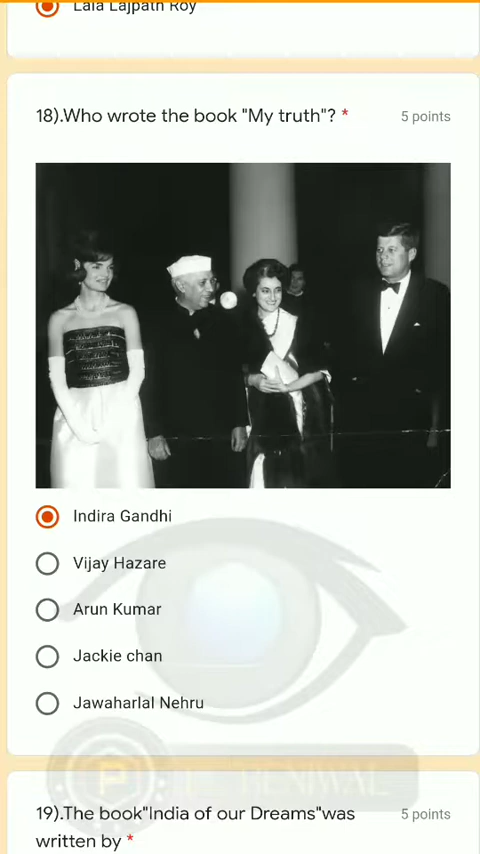 Lala Lajpath Roy
18).Who wrote the book "My truth"? *
5 points
Indira Gandhi
Vijay Hazare
Arun Kumar
Jackie chan
Jawaharlal Nehru
19).The book"India of our Dreams"was
written by *
5 points